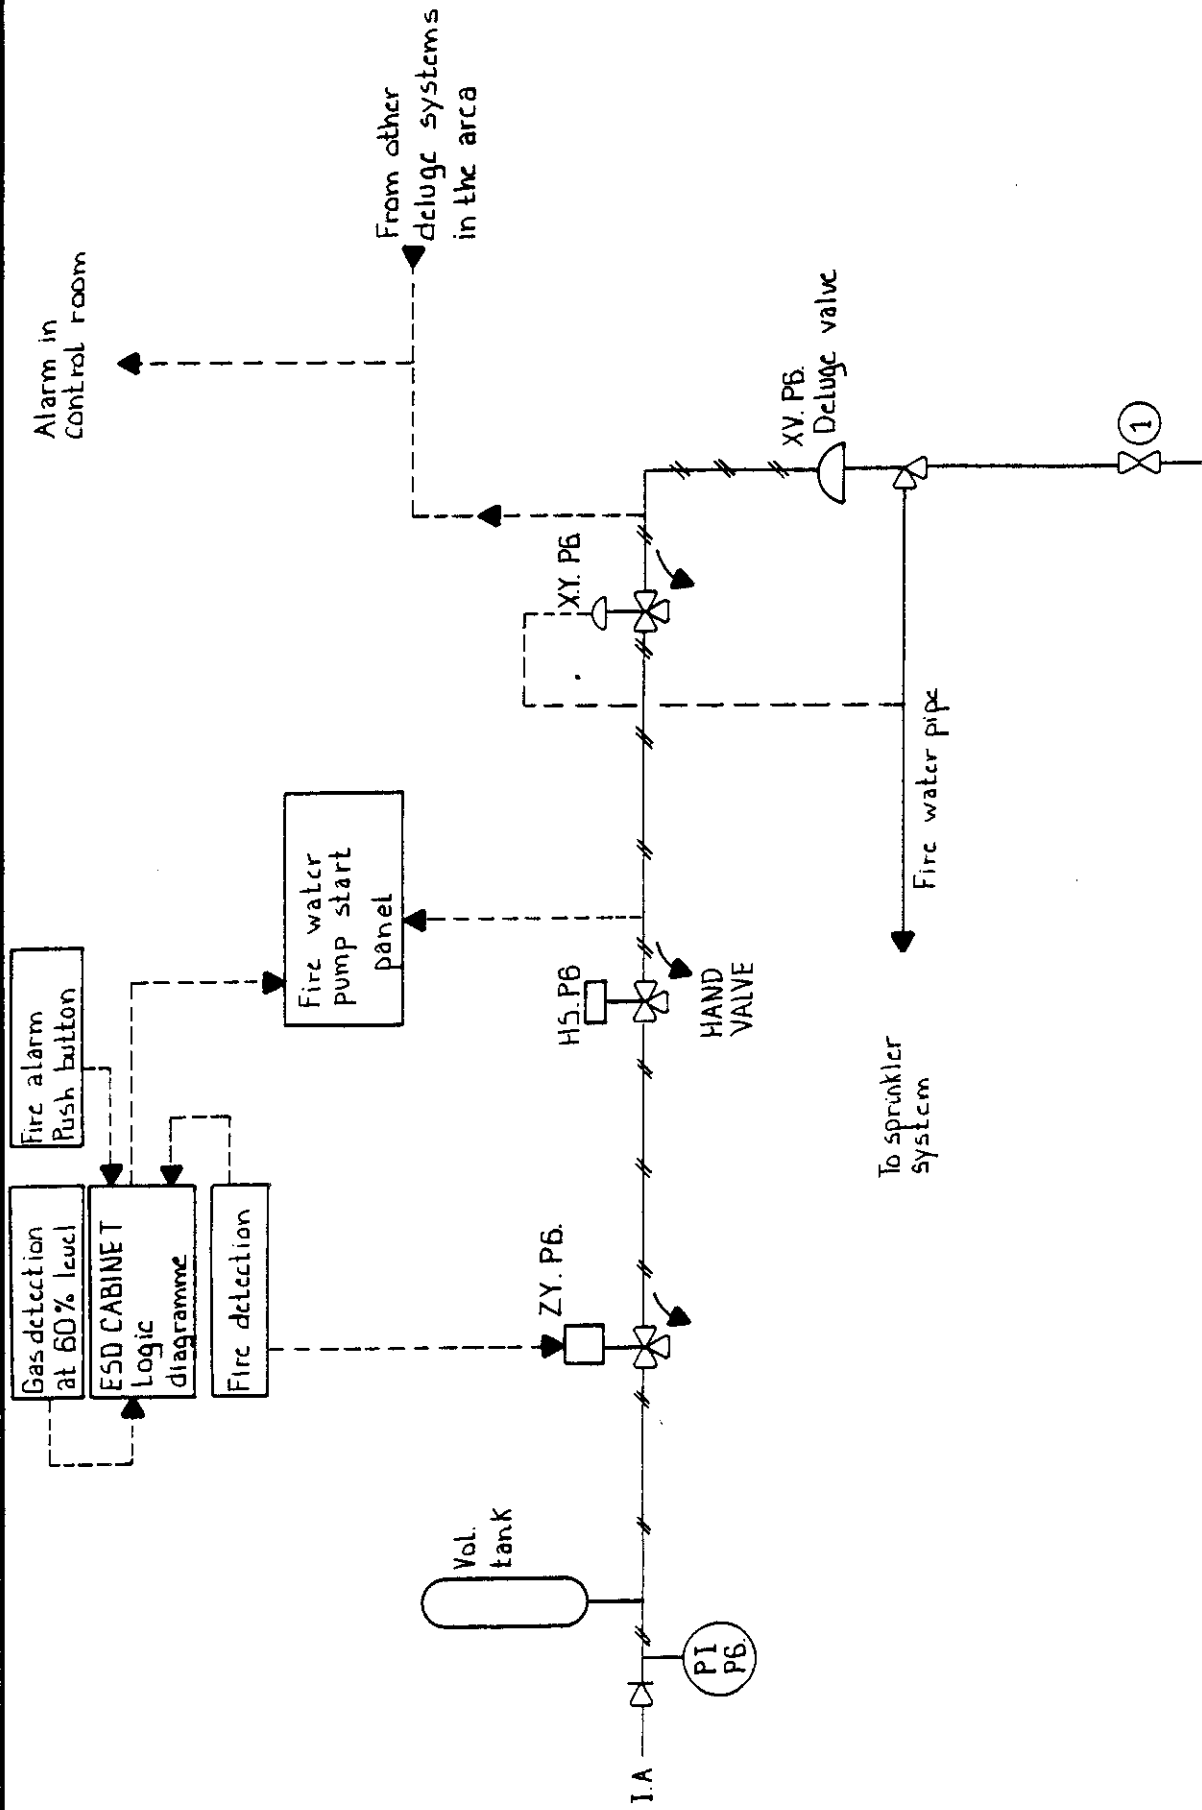 Alarm in
control room
From other
deluge systems
in the area
Fire alarm
Push button
Gas detection
at 60% level
ESD CABINET
Logic
diagramme
Fire detection
Fire water
pump start
panel
Vol.
tank
ZY. P6.
HS. P6
XY. P6
XV. P6.
Deluge valve
I.A
PI
P6.
HAND
VALVE
Fire water pipe
To sprinkler
system
1